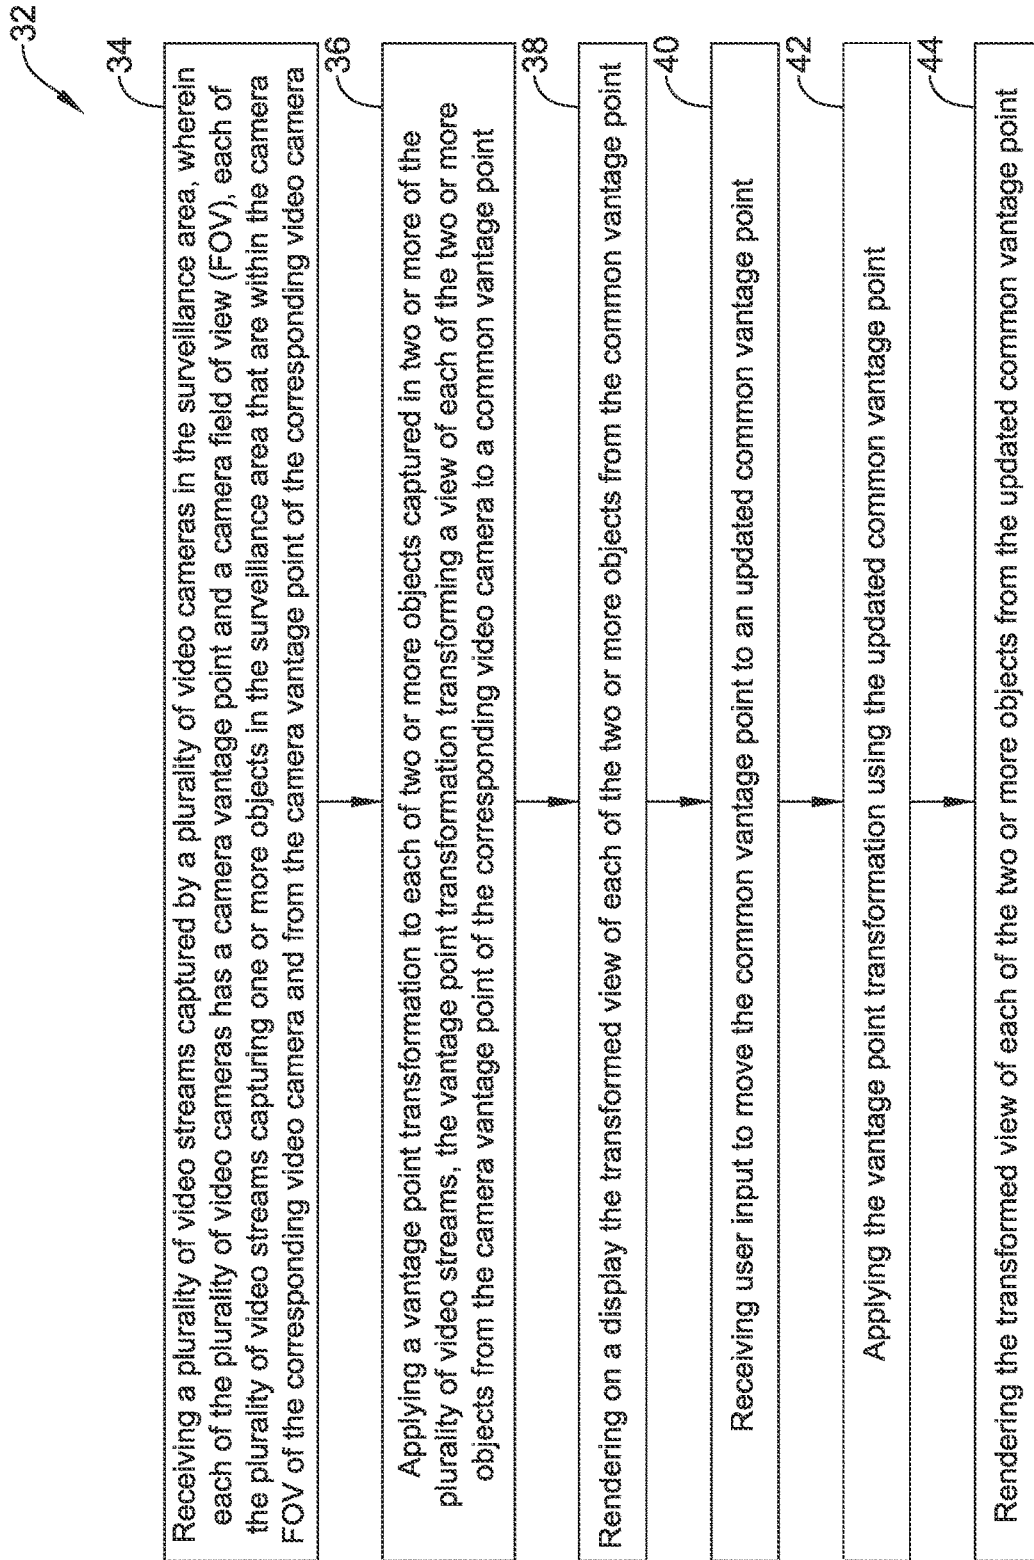 32
34
Receiving a plurality of video streams captured by a plurality of video cameras in the surveillance area, wherein
each of the plurality of video cameras has a camera vantage point and a camera field of view (FOV), each of
the plurality of video streams capturing one or more objects in the surveillance area that are within the camera
FOV of the corresponding video camera and from the camera vantage point of the corresponding video camera
36
Applying a vantage point transformation to each of two or more objects captured in two or more of the
plurality of video streams, the vantage point transformation transforming a view of each of the two or more
objects from the camera vantage point of the corresponding video camera to a common vantage point
38
Rendering on a display the transformed view of each of the two or more objects from the common vantage point
40
Receiving user input to move the common vantage point to an updated common vantage point
42
Applying the vantage point transformation using the updated common vantage point
44
Rendering the transformed view of each of the two or more objects from the updated common vantage point